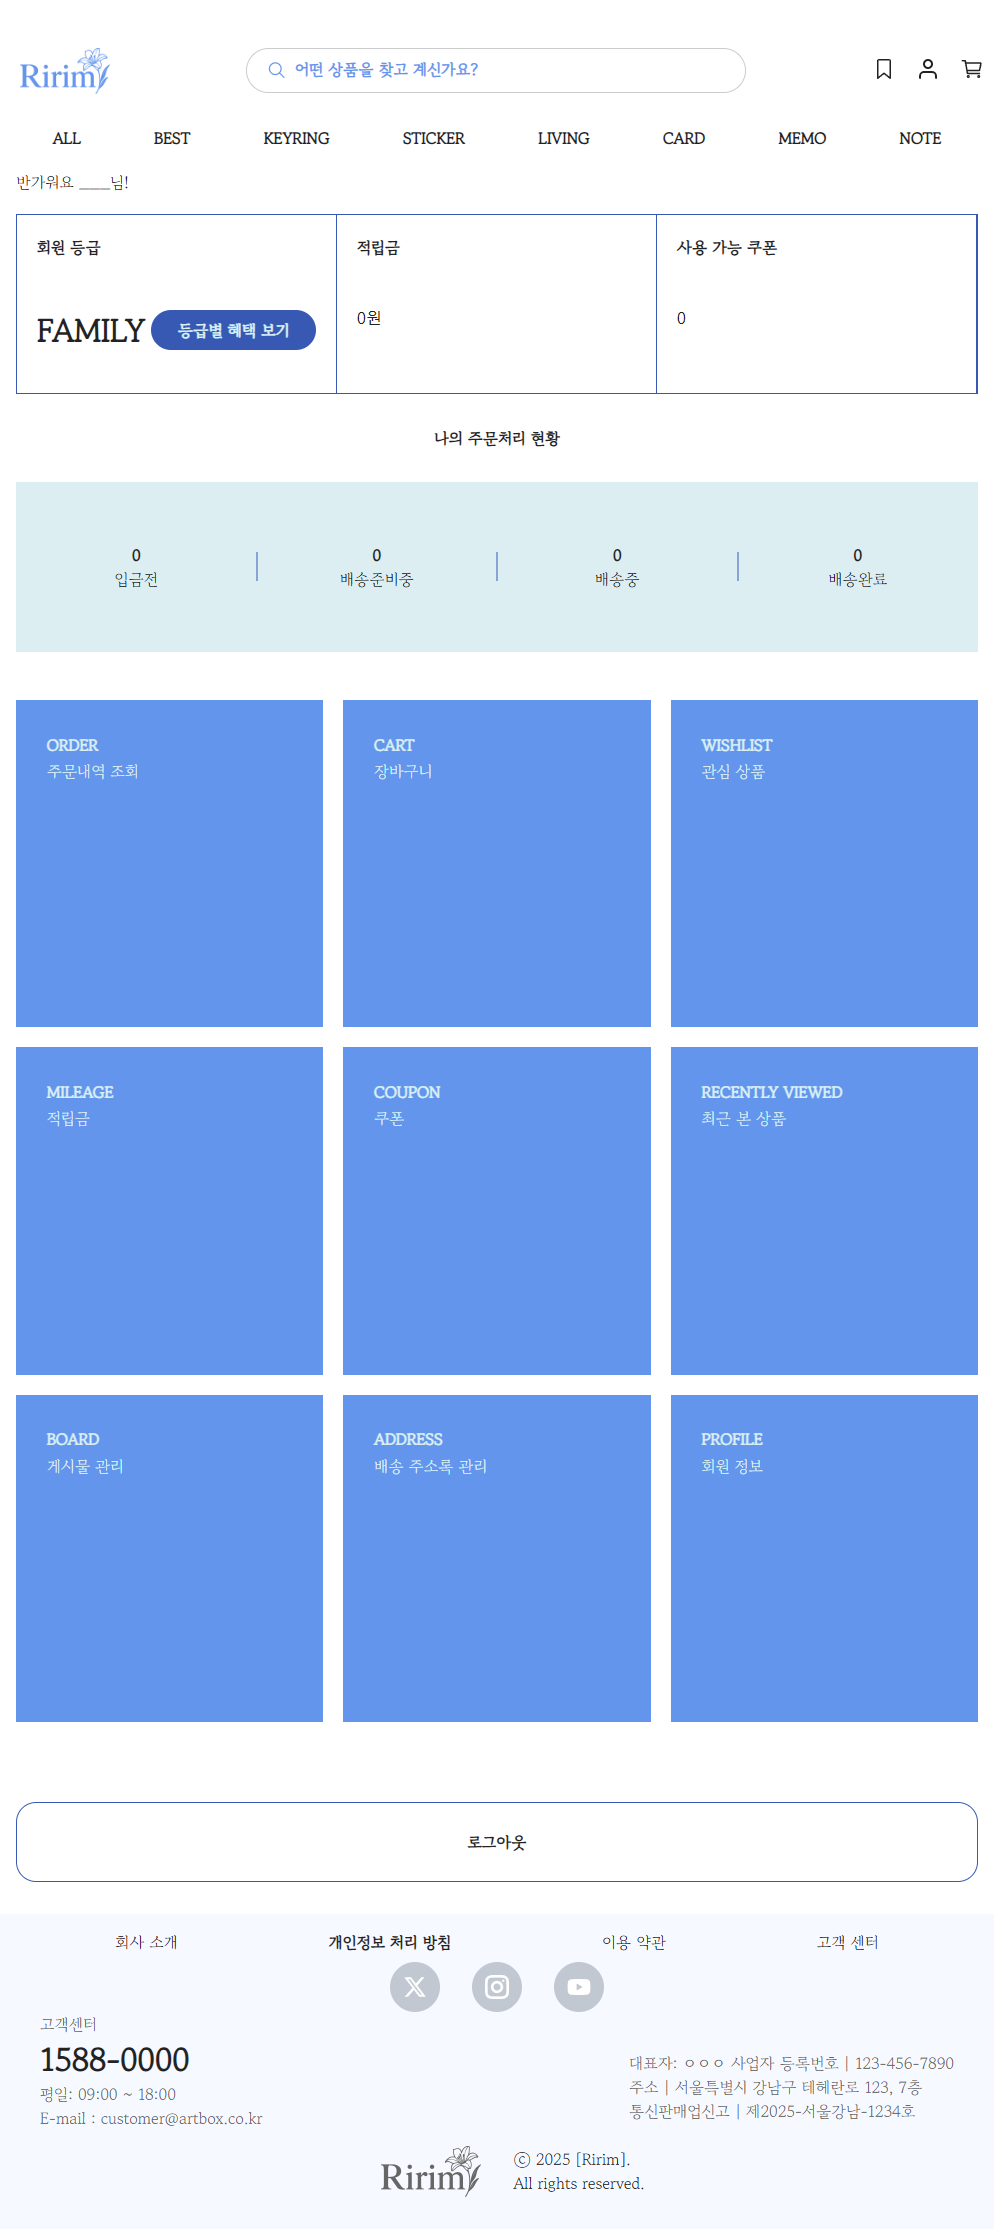 Ririm
어떤 상품을 찾고 계신가요?
ALL BEST KEYRING STICKER LIVING CARD MEMO NOTE
반가워요 ___님!
회원 등급
FAMILY 등급별 혜택 보기
적립금
0원
사용 가능 쿠폰
0
나의 주문처리 현황
0
입금전
0
배송준비중
0
배송중
0
배송완료
ORDER
주문내역 조회
CART
장바구니
WISHLIST
관심 상품
MILEAGE
적립금
COUPON
쿠폰
RECENTLY VIEWED
최근 본 상품
BOARD
게시물 관리
ADDRESS
배송 주소록 관리
PROFILE
회원 정보
로그아웃
회사 소개 개인정보 처리 방침 이용 약관 고객 센터
고객센터
1588-0000
평일: 09:00 ~ 18:00
E-mail : customer@artbox.co.kr
대표자: ㅇㅇㅇ 사업자 등록번호 | 123-456-7890
주소 | 서울특별시 강남구 테헤란로 123, 7층
통신판매업신고 | 제2025-서울강남-1234호
Ririm
ⓒ 2025 [Ririm].
All rights reserved.